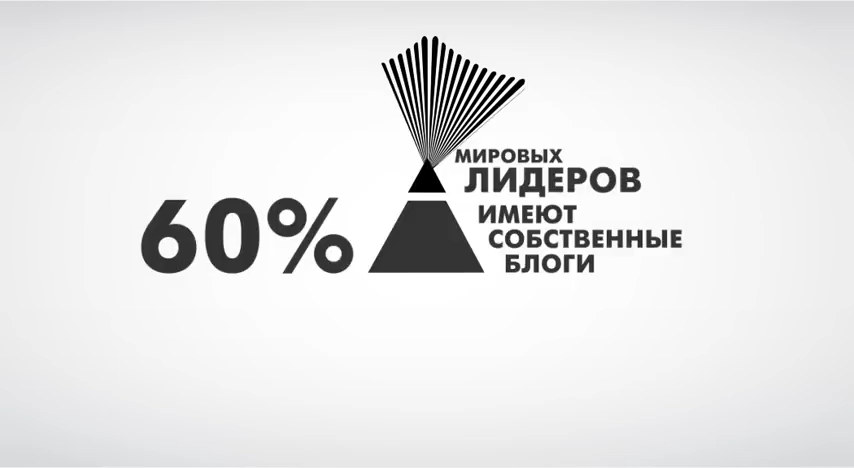 60%
МИРОВЫХ
ЛИДЕРОВ
ИМЕЮТ
СОБСТВЕННЫЕ
БЛОГИ